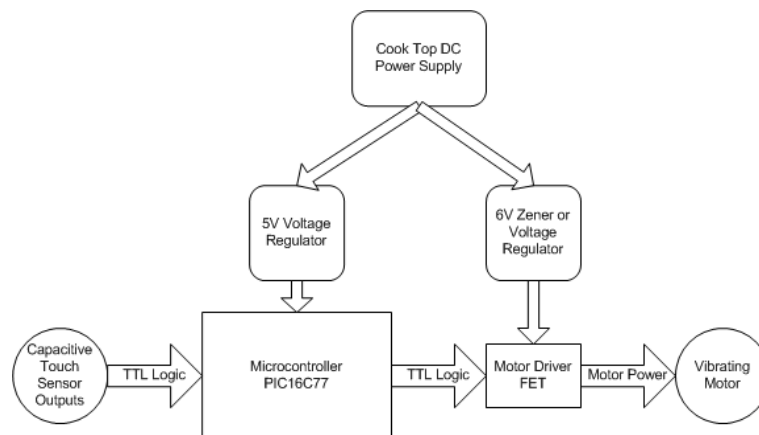 Cook Top DC
Power Supply
5V Voltage
Regulator
6V Zener or
Voltage
Regulator
Capacitive
Touch
Sensor
Outputs
TTL Logic
Microcontroller
PIC16C77
TTL Logic
Motor Driver
FET
Motor Power
Vibrating
Motor